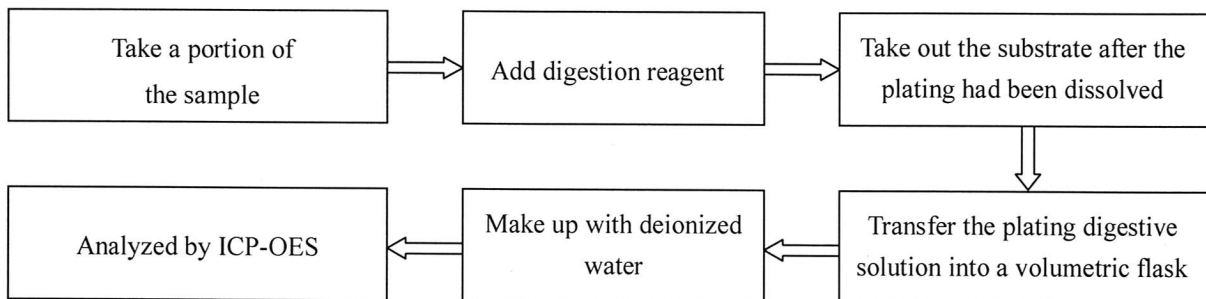 Take a portion of
the sample
Add digestion reagent
Take out the substrate after the
plating had been dissolved
Transfer the plating digestive
solution into a volumetric flask
Make up with deionized
water
Analyzed by ICP-OES